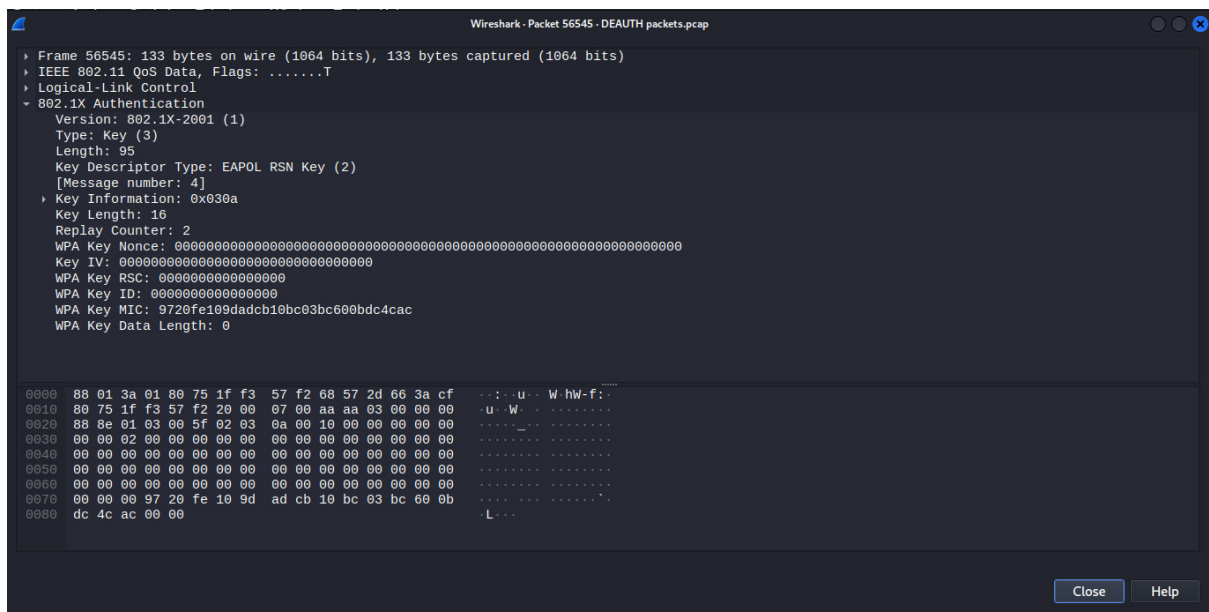 Wireshark · Packet 56545 · DEAUTH packets.pcap
Frame 56545: 133 bytes on wire (1064 bits), 133 bytes captured (1064 bits)
IEEE 802.11 QoS Data, Flags: .......T
Logical-Link Control
802.1X Authentication
Version: 802.1X-2001 (1)
Type: Key (3)
Length: 95
Key Descriptor Type: EAPOL RSN Key (2)
[Message number: 4]
Key Information: 0x030a
Key Length: 16
Replay Counter: 2
WPA Key Nonce: 0000000000000000000000000000000000000000000000000000000000000000
Key IV: 00000000000000000000000000000000
WPA Key RSC: 0000000000000000
WPA Key ID: 0000000000000000
WPA Key MIC: 9720fe109dadcb10bc03bc600bdc4cac
WPA Key Data Length: 0
0000 88 01 3a 01 80 75 1f f3 57 f2 68 57 2d 66 3a cf ··:··u·· W·hW-f:·
0010 80 75 1f f3 57 f2 20 00 07 00 aa aa 03 00 00 00 ·u··W· · ········
0020 88 8e 01 03 00 5f 02 03 0a 00 10 00 00 00 00 00 ·····_·· ········
0030 00 00 02 00 00 00 00 00 00 00 00 00 00 00 00 00 ········ ········
0040 00 00 00 00 00 00 00 00 00 00 00 00 00 00 00 00 ········ ········
0050 00 00 00 00 00 00 00 00 00 00 00 00 00 00 00 00 ········ ········
0060 00 00 00 00 00 00 00 00 00 00 00 00 00 00 00 00 ········ ········
0070 00 00 00 97 20 fe 10 9d ad cb 10 bc 03 bc 60 0b ···· ··· ······`·
0080 dc 4c ac 00 00 ·L···
Close Help